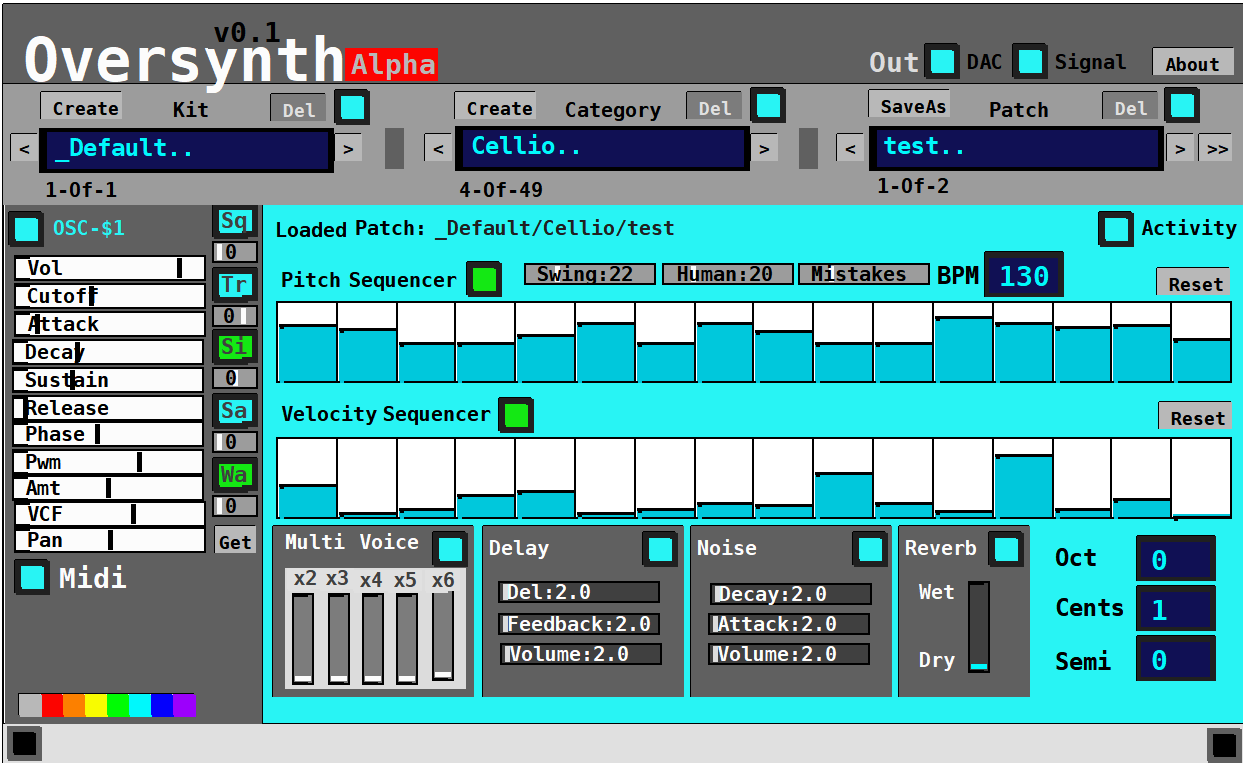 v0.1
Oversynth Alpha
Out DAC Signal About
Create Kit Del Create Category Del SaveAs Patch Del
< _Default.. > < Cellio.. > < test.. > >>
1-Of-1 4-Of-49 1-Of-2
OSC-$1 Sq
0
Vol
Cutoff Tr
Attack 0
Decay Si
Sustain 0
Release Sa
Phase 0
Pwm Wa
Amt
VCF 0
Pan Get
Midi
Loaded Patch: _Default/Cellio/test Activity
Pitch Sequencer Swing:22 Human:20 Mistakes BPM 130 Reset
Velocity Sequencer Reset
Multi Voice
x2 x3 x4 x5 x6
Delay
Del:2.0
Feedback:2.0
Volume:2.0
Noise
Decay:2.0
Attack:2.0
Volume:2.0
Reverb
Wet
Dry
Oct 0
Cents 1
Semi 0